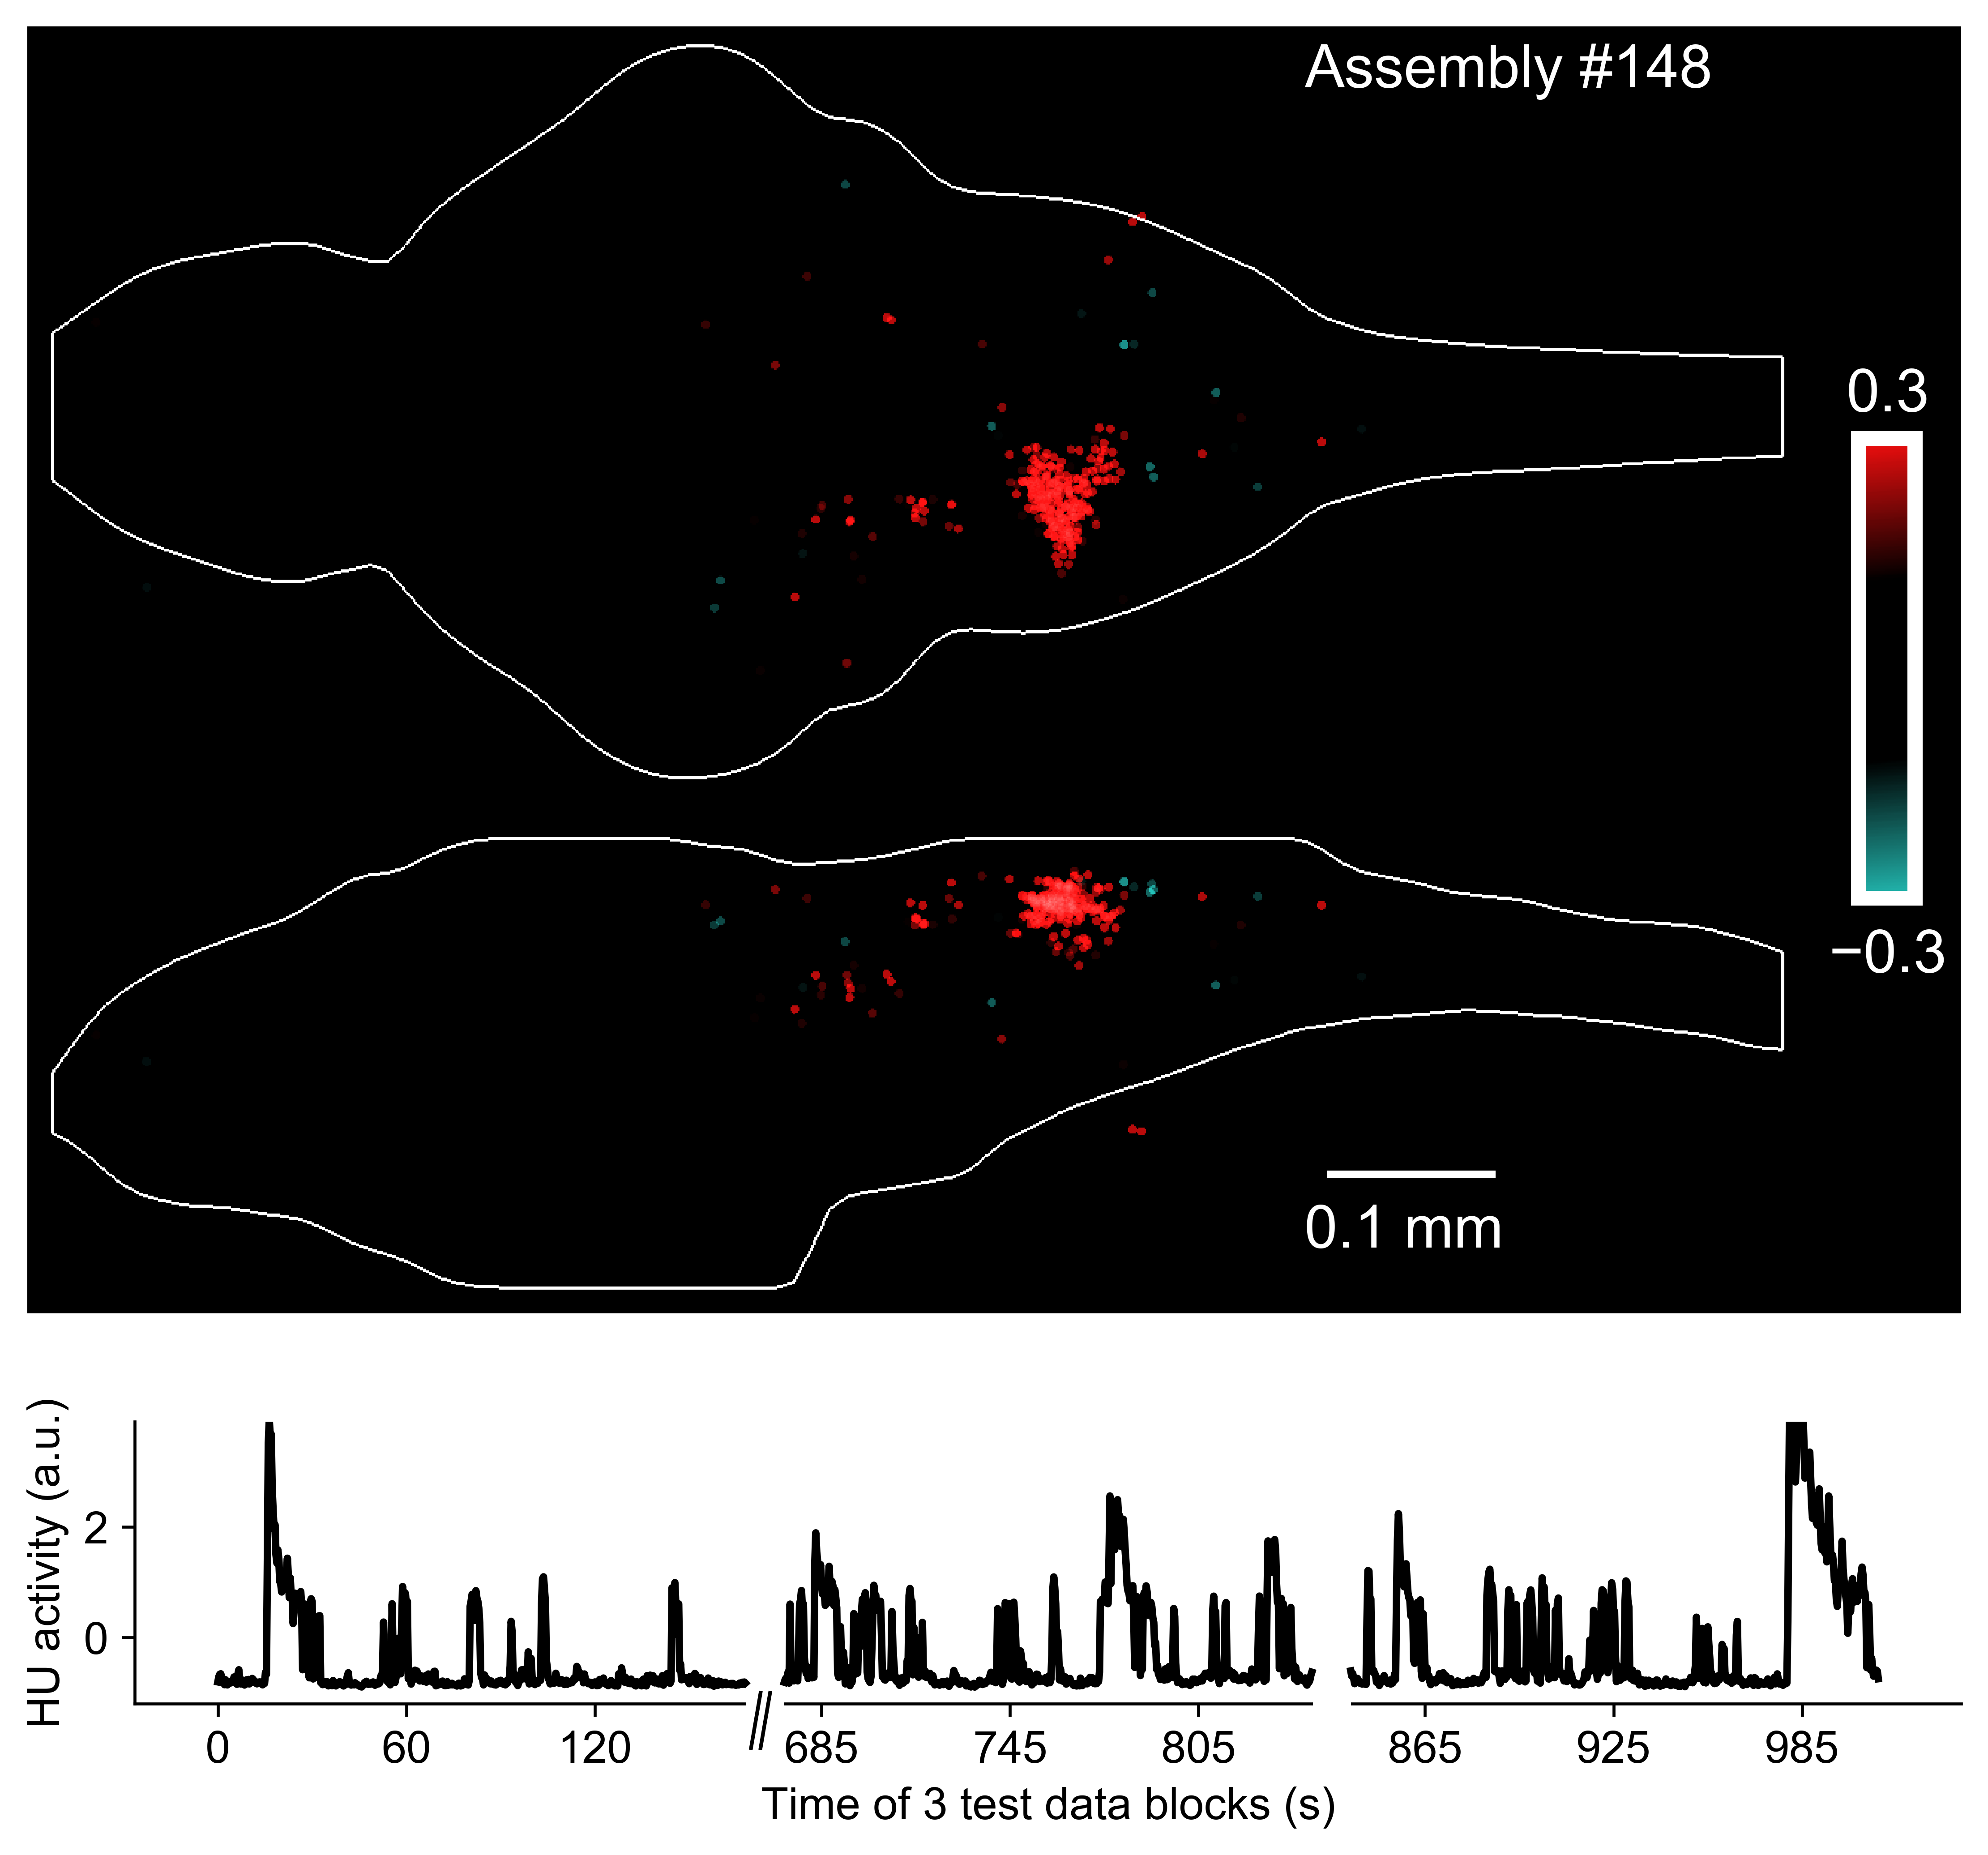 Assembly #148
0.3
−0.3
0.1 mm
HU activity (a.u.)
2
0
0 60 120 685 745 805 865 925 985
Time of 3 test data blocks (s)